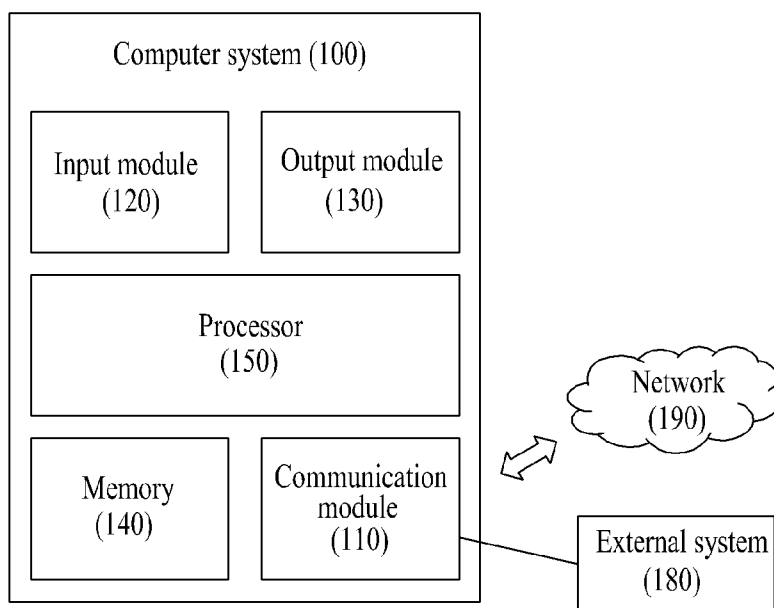 Computer system (100)
Input module
(120)
Output module
(130)
Processor
(150)
Network
(190)
Memory
(140)
Communication
module
(110)
External system
(180)